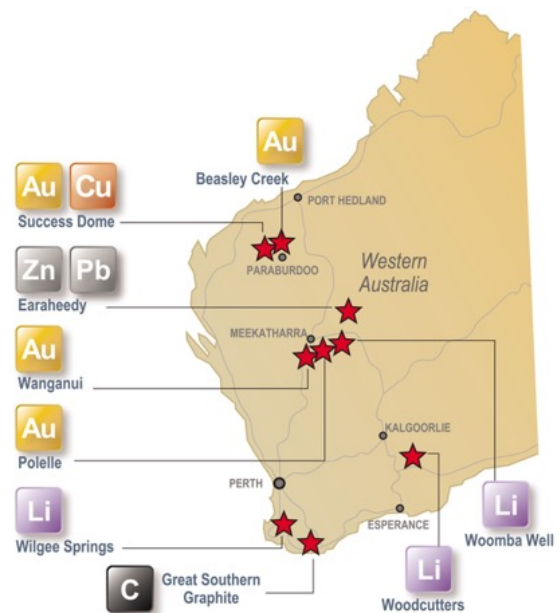 Au
Beasley Creek
Au Cu
Success Dome
PORT HEDLAND
PARABURDOO
Western
Australia
Zn Pb
Earaheedy
MEEKATHARRA
Au
Wanganui
Au
Polelle
KALGOORLIE
PERTH
ESPERANCE
Li
Wilgee Springs
Li
Woomba Well
C
Great Southern
Graphite
Li
Woodcutters